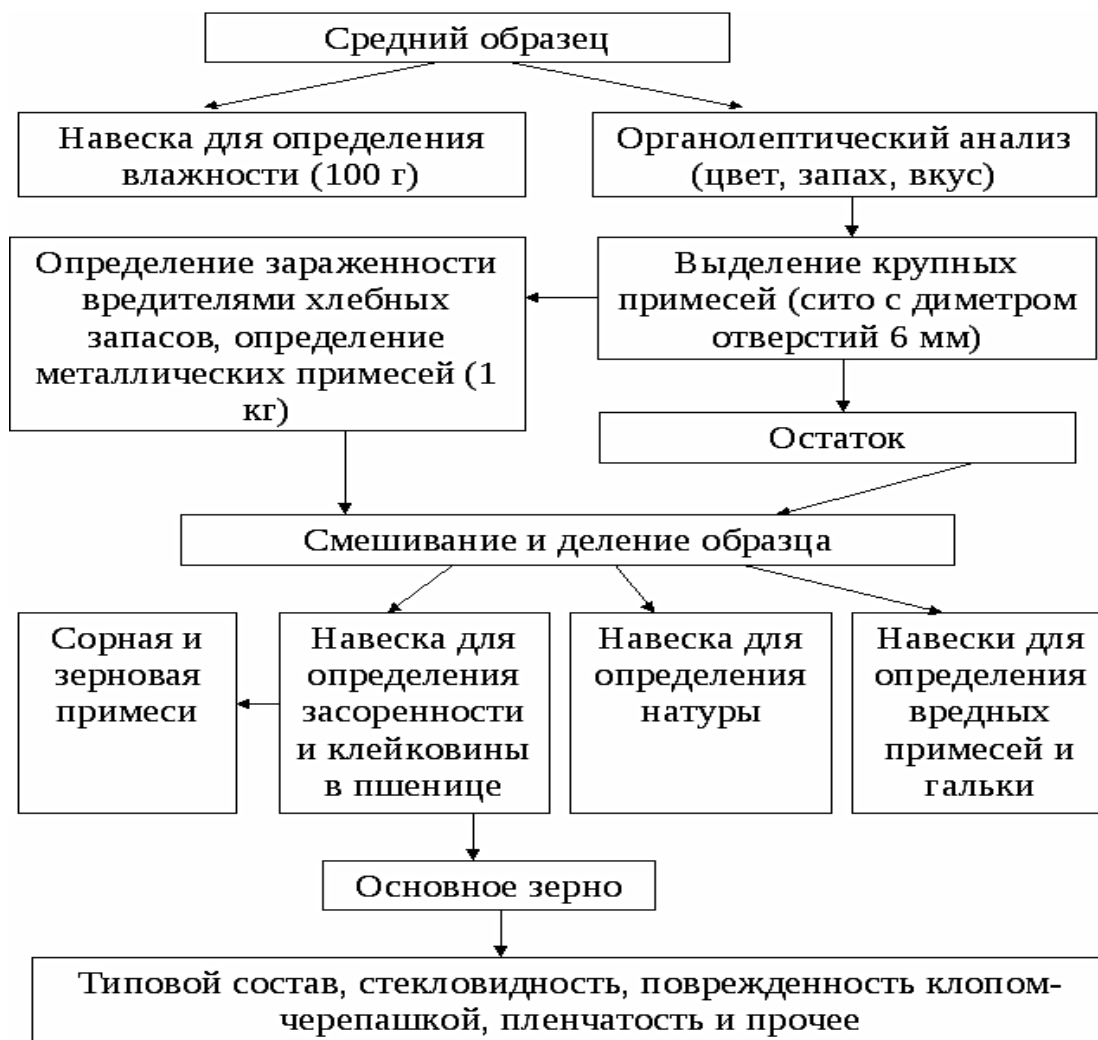 Средний образец
Навеска для определения
влажности (100 г)
Органолептический анализ
(цвет, запах, вкус)
Определение зараженности
вредителями хлебных
запасов, определение
металлических примесей (1
кг)
Выделение крупных
примесей (сито с диметром
отверстий 6 мм)
Остаток
Смешивание и деление образца
Сорная и
зерновая
примеси
Навеска для
определения
засоренности
и клейковины
в пшенице
Навеска для
определения
натуры
Навески для
определения
вредных
примесей и
гальки
Основное зерно
Типовой состав, стекловидность, поврежденность клопом-
черепашкой, пленчатость и прочее